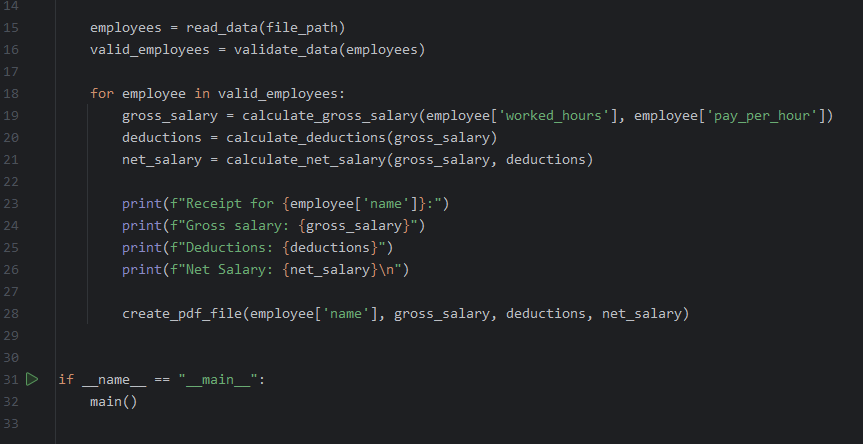 14
15 employees = read_data(file_path)
16 valid_employees = validate_data(employees)
17
18 for employee in valid_employees:
19 gross_salary = calculate_gross_salary(employee['worked_hours'], employee['pay_per_hour'])
20 deductions = calculate_deductions(gross_salary)
21 net_salary = calculate_net_salary(gross_salary, deductions)
22
23 print(f"Receipt for {employee['name']}:")
24 print(f"Gross salary: {gross_salary}")
25 print(f"Deductions: {deductions}")
26 print(f"Net Salary: {net_salary}\n")
27
28 create_pdf_file(employee['name'], gross_salary, deductions, net_salary)
29
30
31 if __name__ == "__main__":
32 main()
33